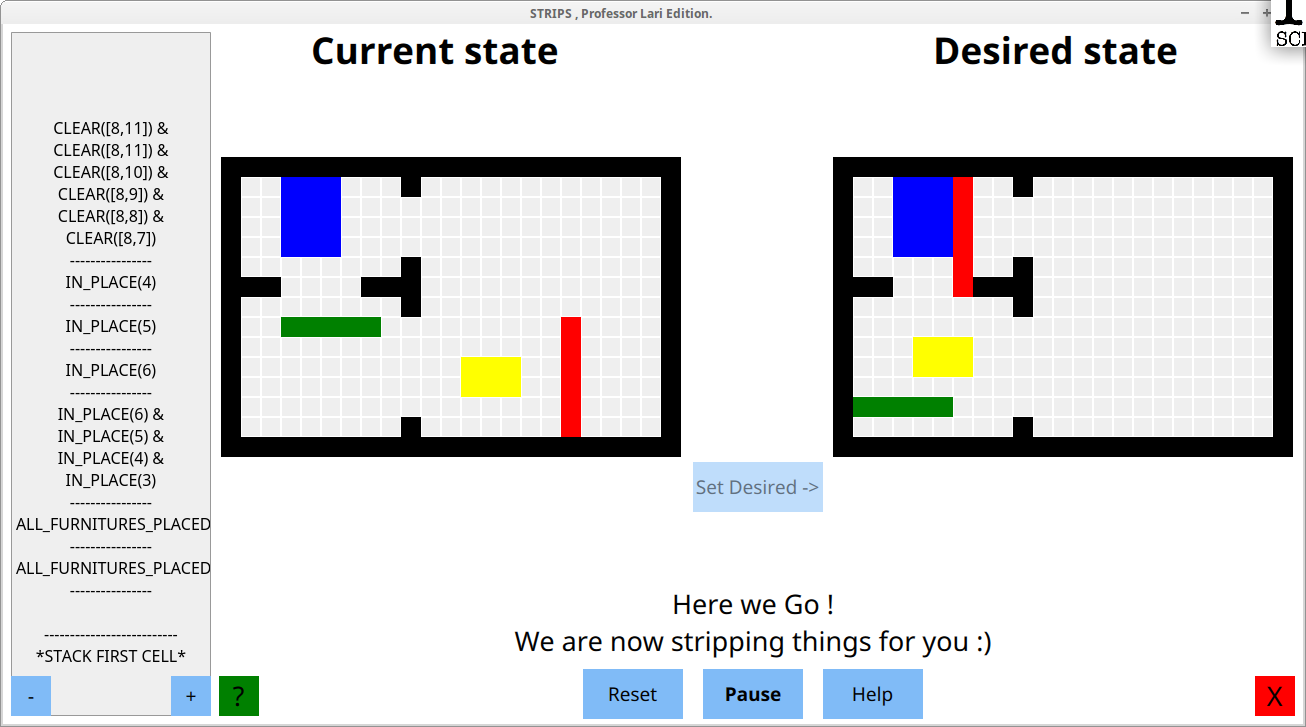 STRIPS , Professor Lari Edition.
Current state
Desired state
CLEAR([8,11]) &
CLEAR([8,11]) &
CLEAR([8,10]) &
CLEAR([8,9]) &
CLEAR([8,8]) &
CLEAR([8,7])
----------------
IN_PLACE(4)
----------------
IN_PLACE(5)
----------------
IN_PLACE(6)
----------------
IN_PLACE(6) &
IN_PLACE(5) &
IN_PLACE(4) &
IN_PLACE(3)
----------------
ALL_FURNITURES_PLACED
----------------
ALL_FURNITURES_PLACED
----------------
--------------------------
*STACK FIRST CELL*
- +
?
Set Desired ->
Here we Go !
We are now stripping things for you :)
Reset
Pause
Help
X